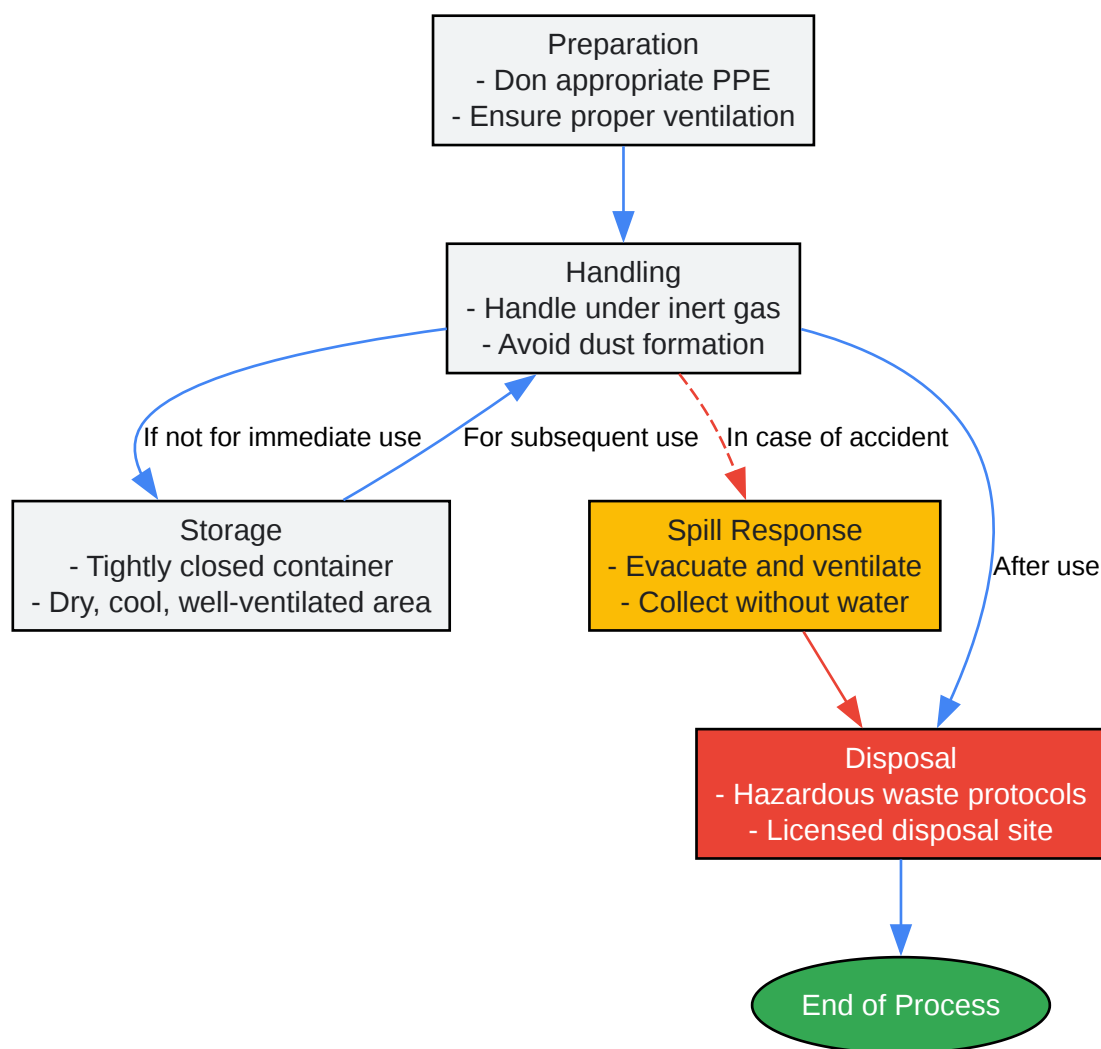 Preparation
- Don appropriate PPE
- Ensure proper ventilation
Handling
- Handle under inert gas
- Avoid dust formation
If not for immediate use
For subsequent use
In case of accident
Storage
- Tightly closed container
- Dry, cool, well-ventilated area
Spill Response
- Evacuate and ventilate
- Collect without water
After use
Disposal
- Hazardous waste protocols
- Licensed disposal site
End of Process